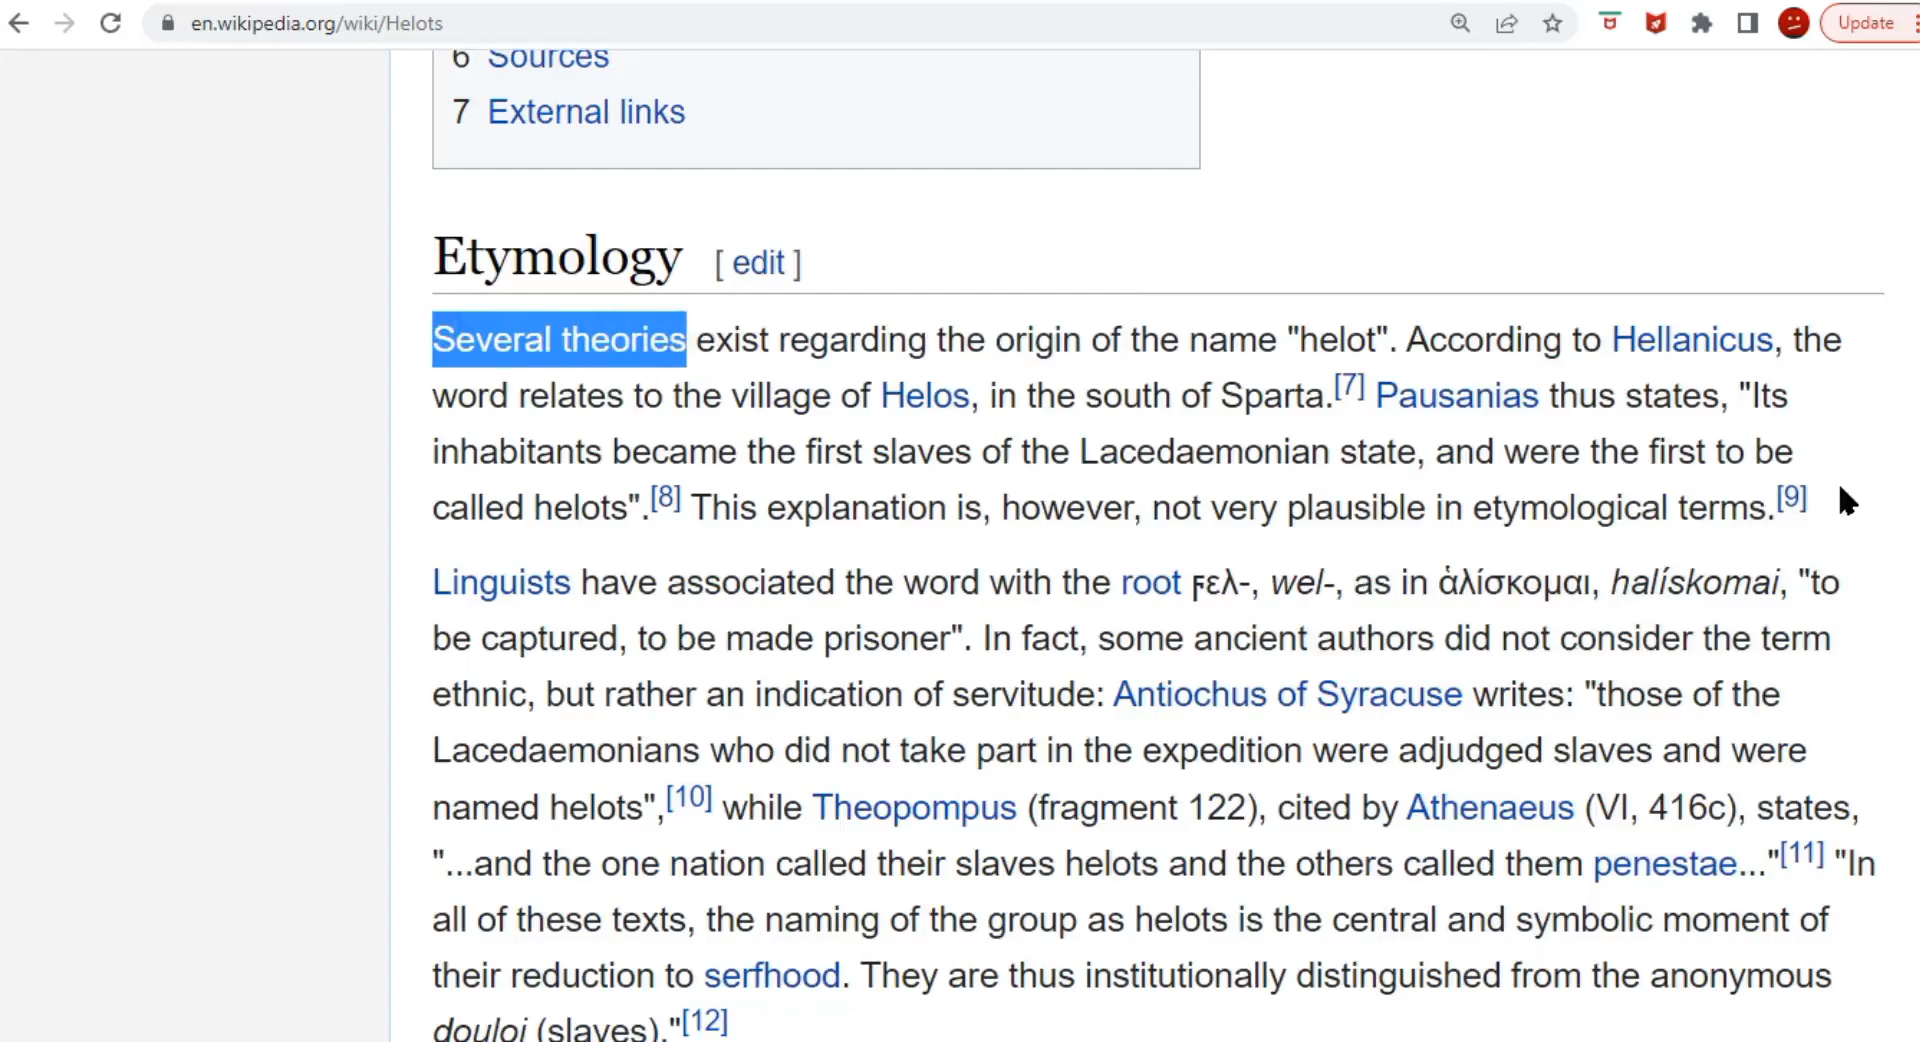 en.wikipedia.org/wiki/Helots
Update
6 Sources
7 External links
Etymology [ edit ]
Several theories exist regarding the origin of the name "helot". According to Hellanicus, the
word relates to the village of Helos, in the south of Sparta.[7] Pausanias thus states, "Its
inhabitants became the first slaves of the Lacedaemonian state, and were the first to be
called helots".[8] This explanation is, however, not very plausible in etymological terms.[9]
Linguists have associated the word with the root ϝελ-, wel-, as in ἁλίσκομαι, halískomai, "to
be captured, to be made prisoner". In fact, some ancient authors did not consider the term
ethnic, but rather an indication of servitude: Antiochus of Syracuse writes: "those of the
Lacedaemonians who did not take part in the expedition were adjudged slaves and were
named helots",[10] while Theopompus (fragment 122), cited by Athenaeus (VI, 416c), states,
"...and the one nation called their slaves helots and the others called them penestae..."[11] "In
all of these texts, the naming of the group as helots is the central and symbolic moment of
their reduction to serfhood. They are thus institutionally distinguished from the anonymous
douloi (slaves)."[12]